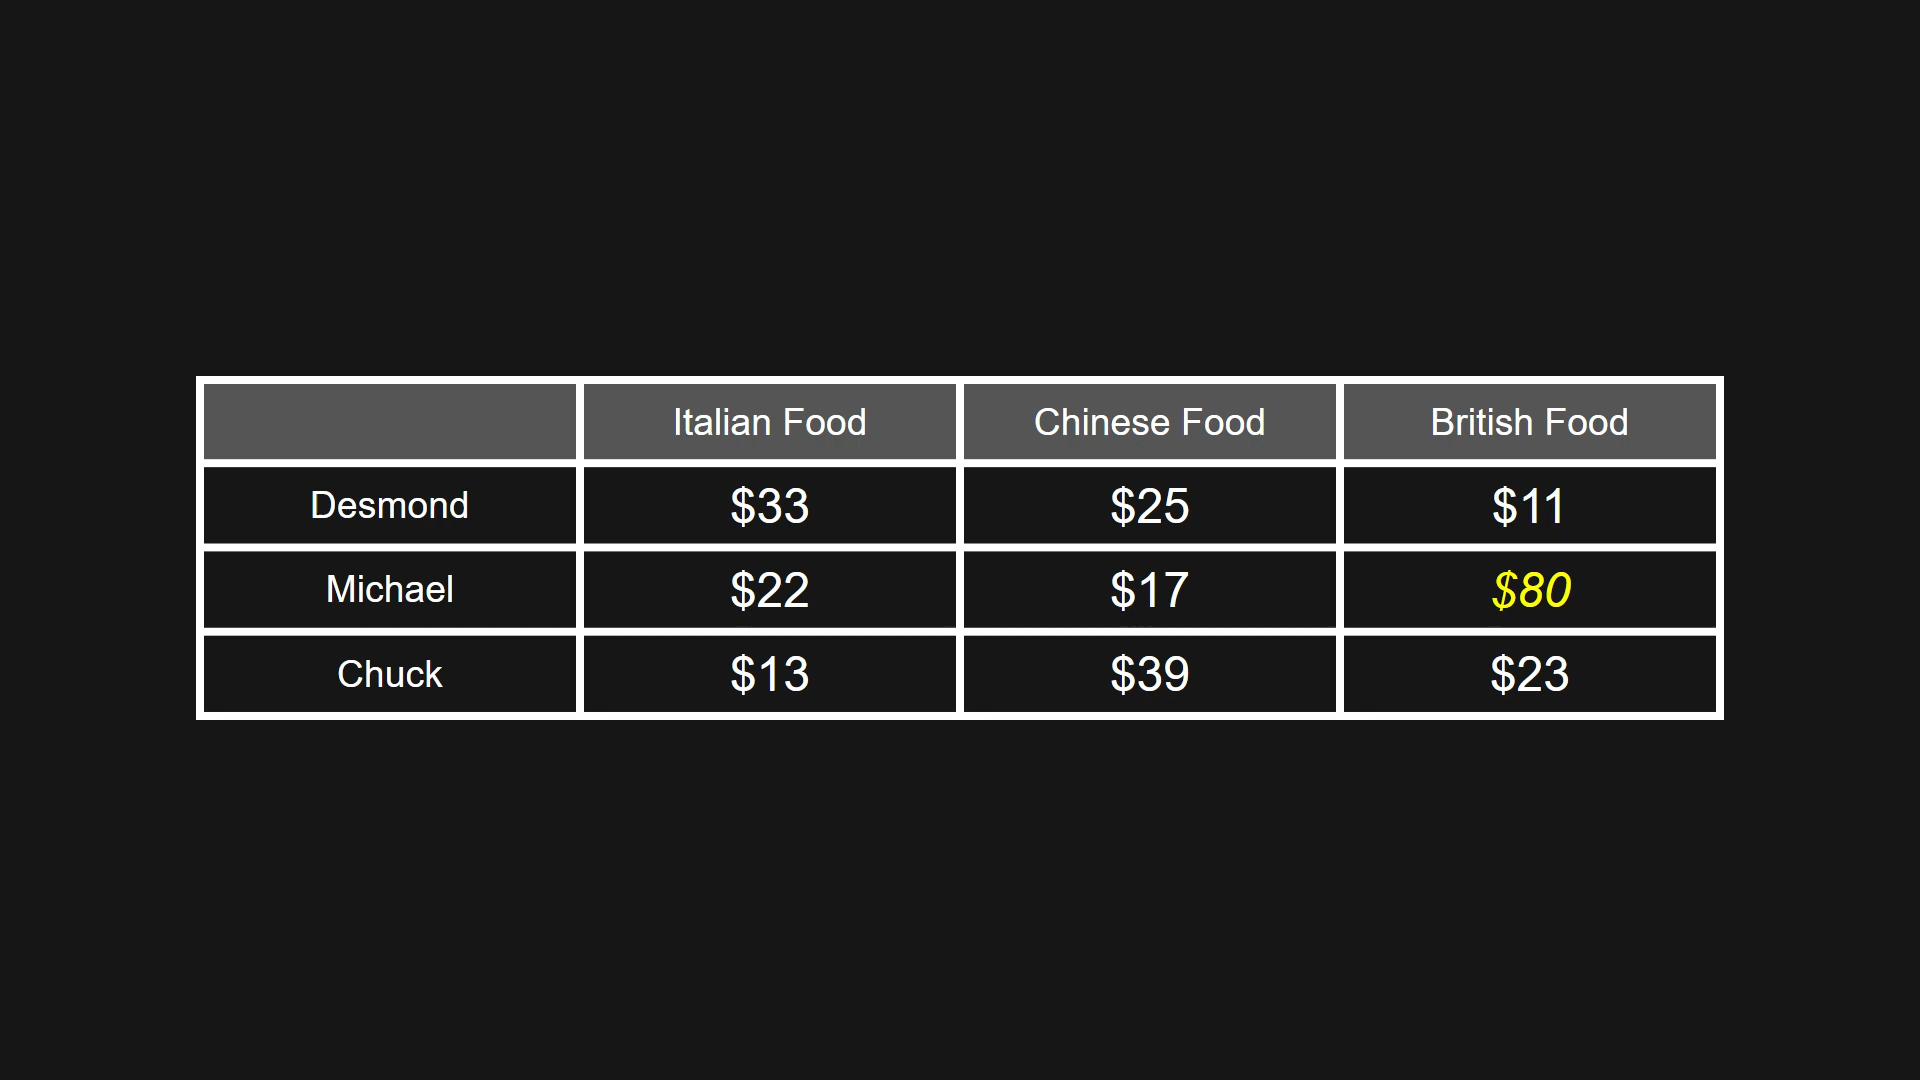 Italian Food Chinese Food British Food
Desmond $33 $25 $11
Michael $22 $17 $80
Chuck $13 $39 $23